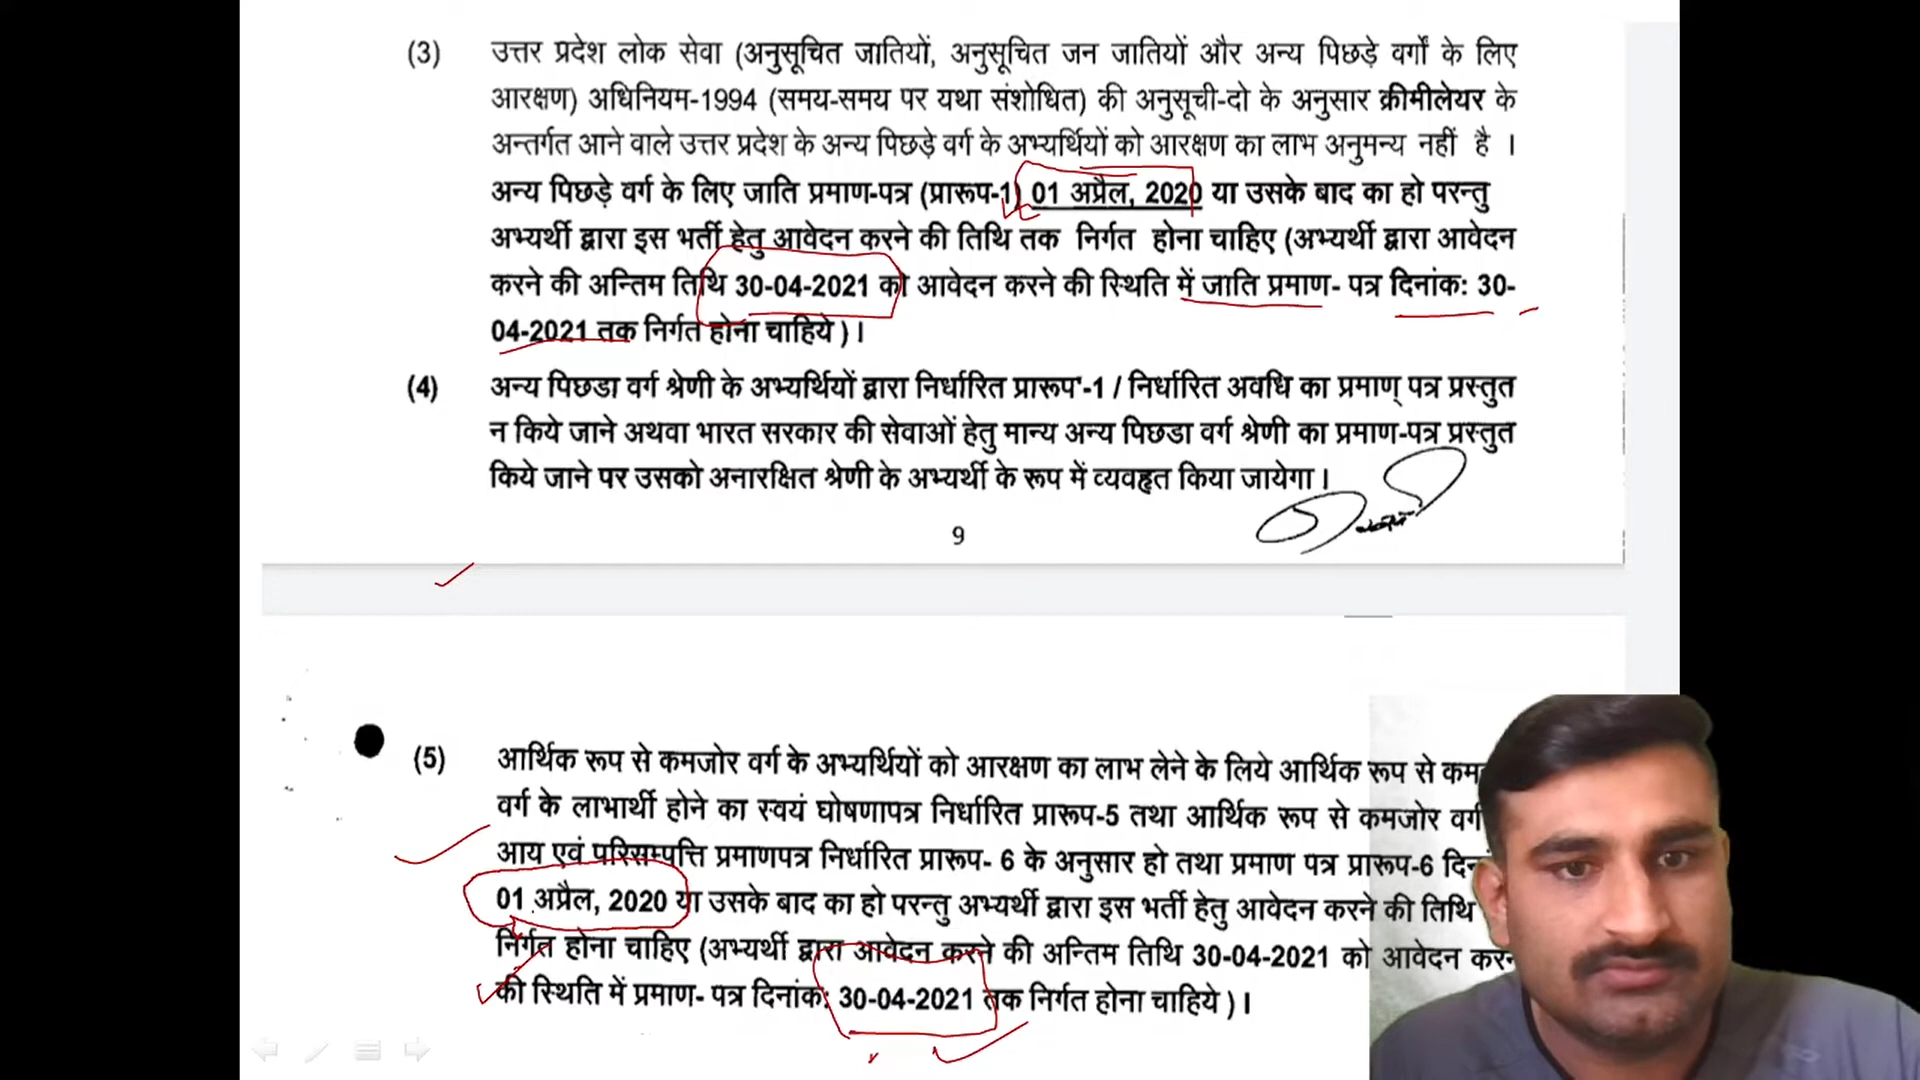 (3) उत्तर प्रदेश लोक सेवा (अनुसूचित जातियों, अनुसूचित जन जातियों और अन्य पिछड़े वर्गों के लिए
आरक्षण) अधिनियम-1994 (समय-समय पर यथा संशोधित) की अनुसूची-दो के अनुसार क्रीमीलेयर के
अन्तर्गत आने वाले उत्तर प्रदेश के अन्य पिछड़े वर्ग के अभ्यर्थियों को आरक्षण का लाभ अनुमन्य नहीं है ।
अन्य पिछड़े वर्ग के लिए जाति प्रमाण-पत्र (प्रारूप-1) 01 अप्रैल, 2020 या उसके बाद का हो परन्तु
अभ्यर्थी द्वारा इस भर्ती हेतु आवेदन करने की तिथि तक निर्गत होना चाहिए (अभ्यर्थी द्वारा आवेदन
करने की अन्तिम तिथि 30-04-2021 को आवेदन करने की स्थिति में जाति प्रमाण- पत्र दिनांक: 30-
04-2021 तक निर्गत होना चाहिये ) ।
(4) अन्य पिछडा वर्ग श्रेणी के अभ्यर्थियों द्वारा निर्धारित प्रारूप'-1 / निर्धारित अवधि का प्रमाण् पत्र प्रस्तुत
न किये जाने अथवा भारत सरकार की सेवाओं हेतु मान्य अन्य पिछडा वर्ग श्रेणी का प्रमाण-पत्र प्रस्तुत
किये जाने पर उसको अनारक्षित श्रेणी के अभ्यर्थी के रूप में व्यवहृत किया जायेगा ।
9
(5) आर्थिक रूप से कमजोर वर्ग के अभ्यर्थियों को आरक्षण का लाभ लेने के लिये आर्थिक रूप से
वर्ग के लाभार्थी होने का स्वयं घोषणापत्र निर्धारित प्रारूप-5 तथा आर्थिक रूप से कमजोर वर्ग
आय एवं परिसम्पत्ति प्रमाणपत्र निर्धारित प्रारूप- 6 के अनुसार हो तथा प्रमाण पत्र प्रारूप-6
01 अप्रैल, 2020 या उसके बाद का हो परन्तु अभ्यर्थी द्वारा इस भर्ती हेतु आवेदन करने की तिथि
निर्गत होना चाहिए (अभ्यर्थी द्वारा आवेदन करने की अन्तिम तिथि 30-04-2021 को आवेदन
की स्थिति में प्रमाण- पत्र दिनांक: 30-04-2021 तक निर्गत होना चाहिये ) ।